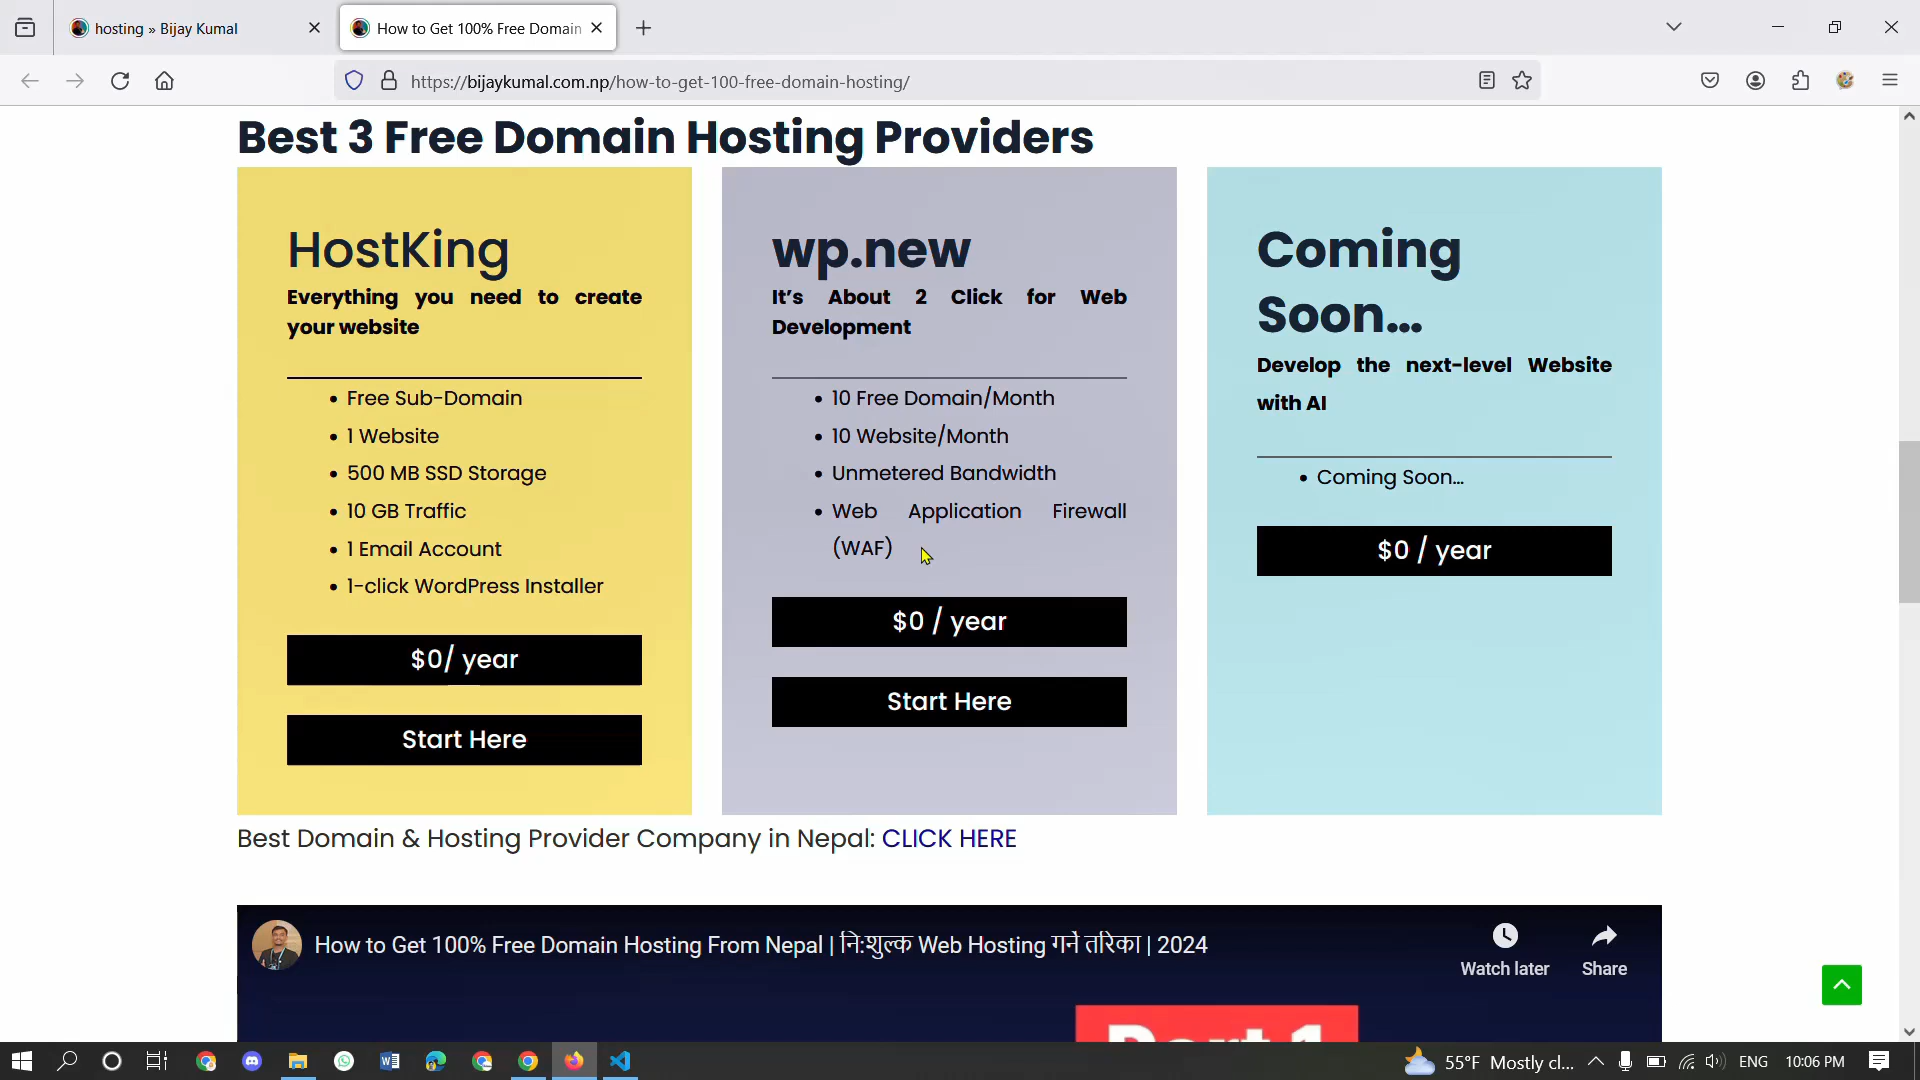 hosting » Bijay Kumal
How to Get 100% Free Domain
https://bijaykumal.com.np/how-to-get-100-free-domain-hosting/
Best 3 Free Domain Hosting Providers
HostKing
Everything you need to create
your website
• Free Sub-Domain
• 1 Website
• 500 MB SSD Storage
• 10 GB Traffic
• 1 Email Account
• 1-click WordPress Installer
$0/ year
Start Here
wp.new
It's About 2 Click for Web
Development
• 10 Free Domain/Month
• 10 Website/Month
• Unmetered Bandwidth
• Web Application Firewall
(WAF)
$0 / year
Start Here
Coming
Soon…
Develop the next-level Website
with AI
• Coming Soon…
$0 / year
Best Domain & Hosting Provider Company in Nepal: CLICK HERE
How to Get 100% Free Domain Hosting From Nepal | नि:शुल्क Web Hosting गर्ने तरिका | 2024
Watch later
Share
Part 1
55°F Mostly cl...
ENG
10:06 PM